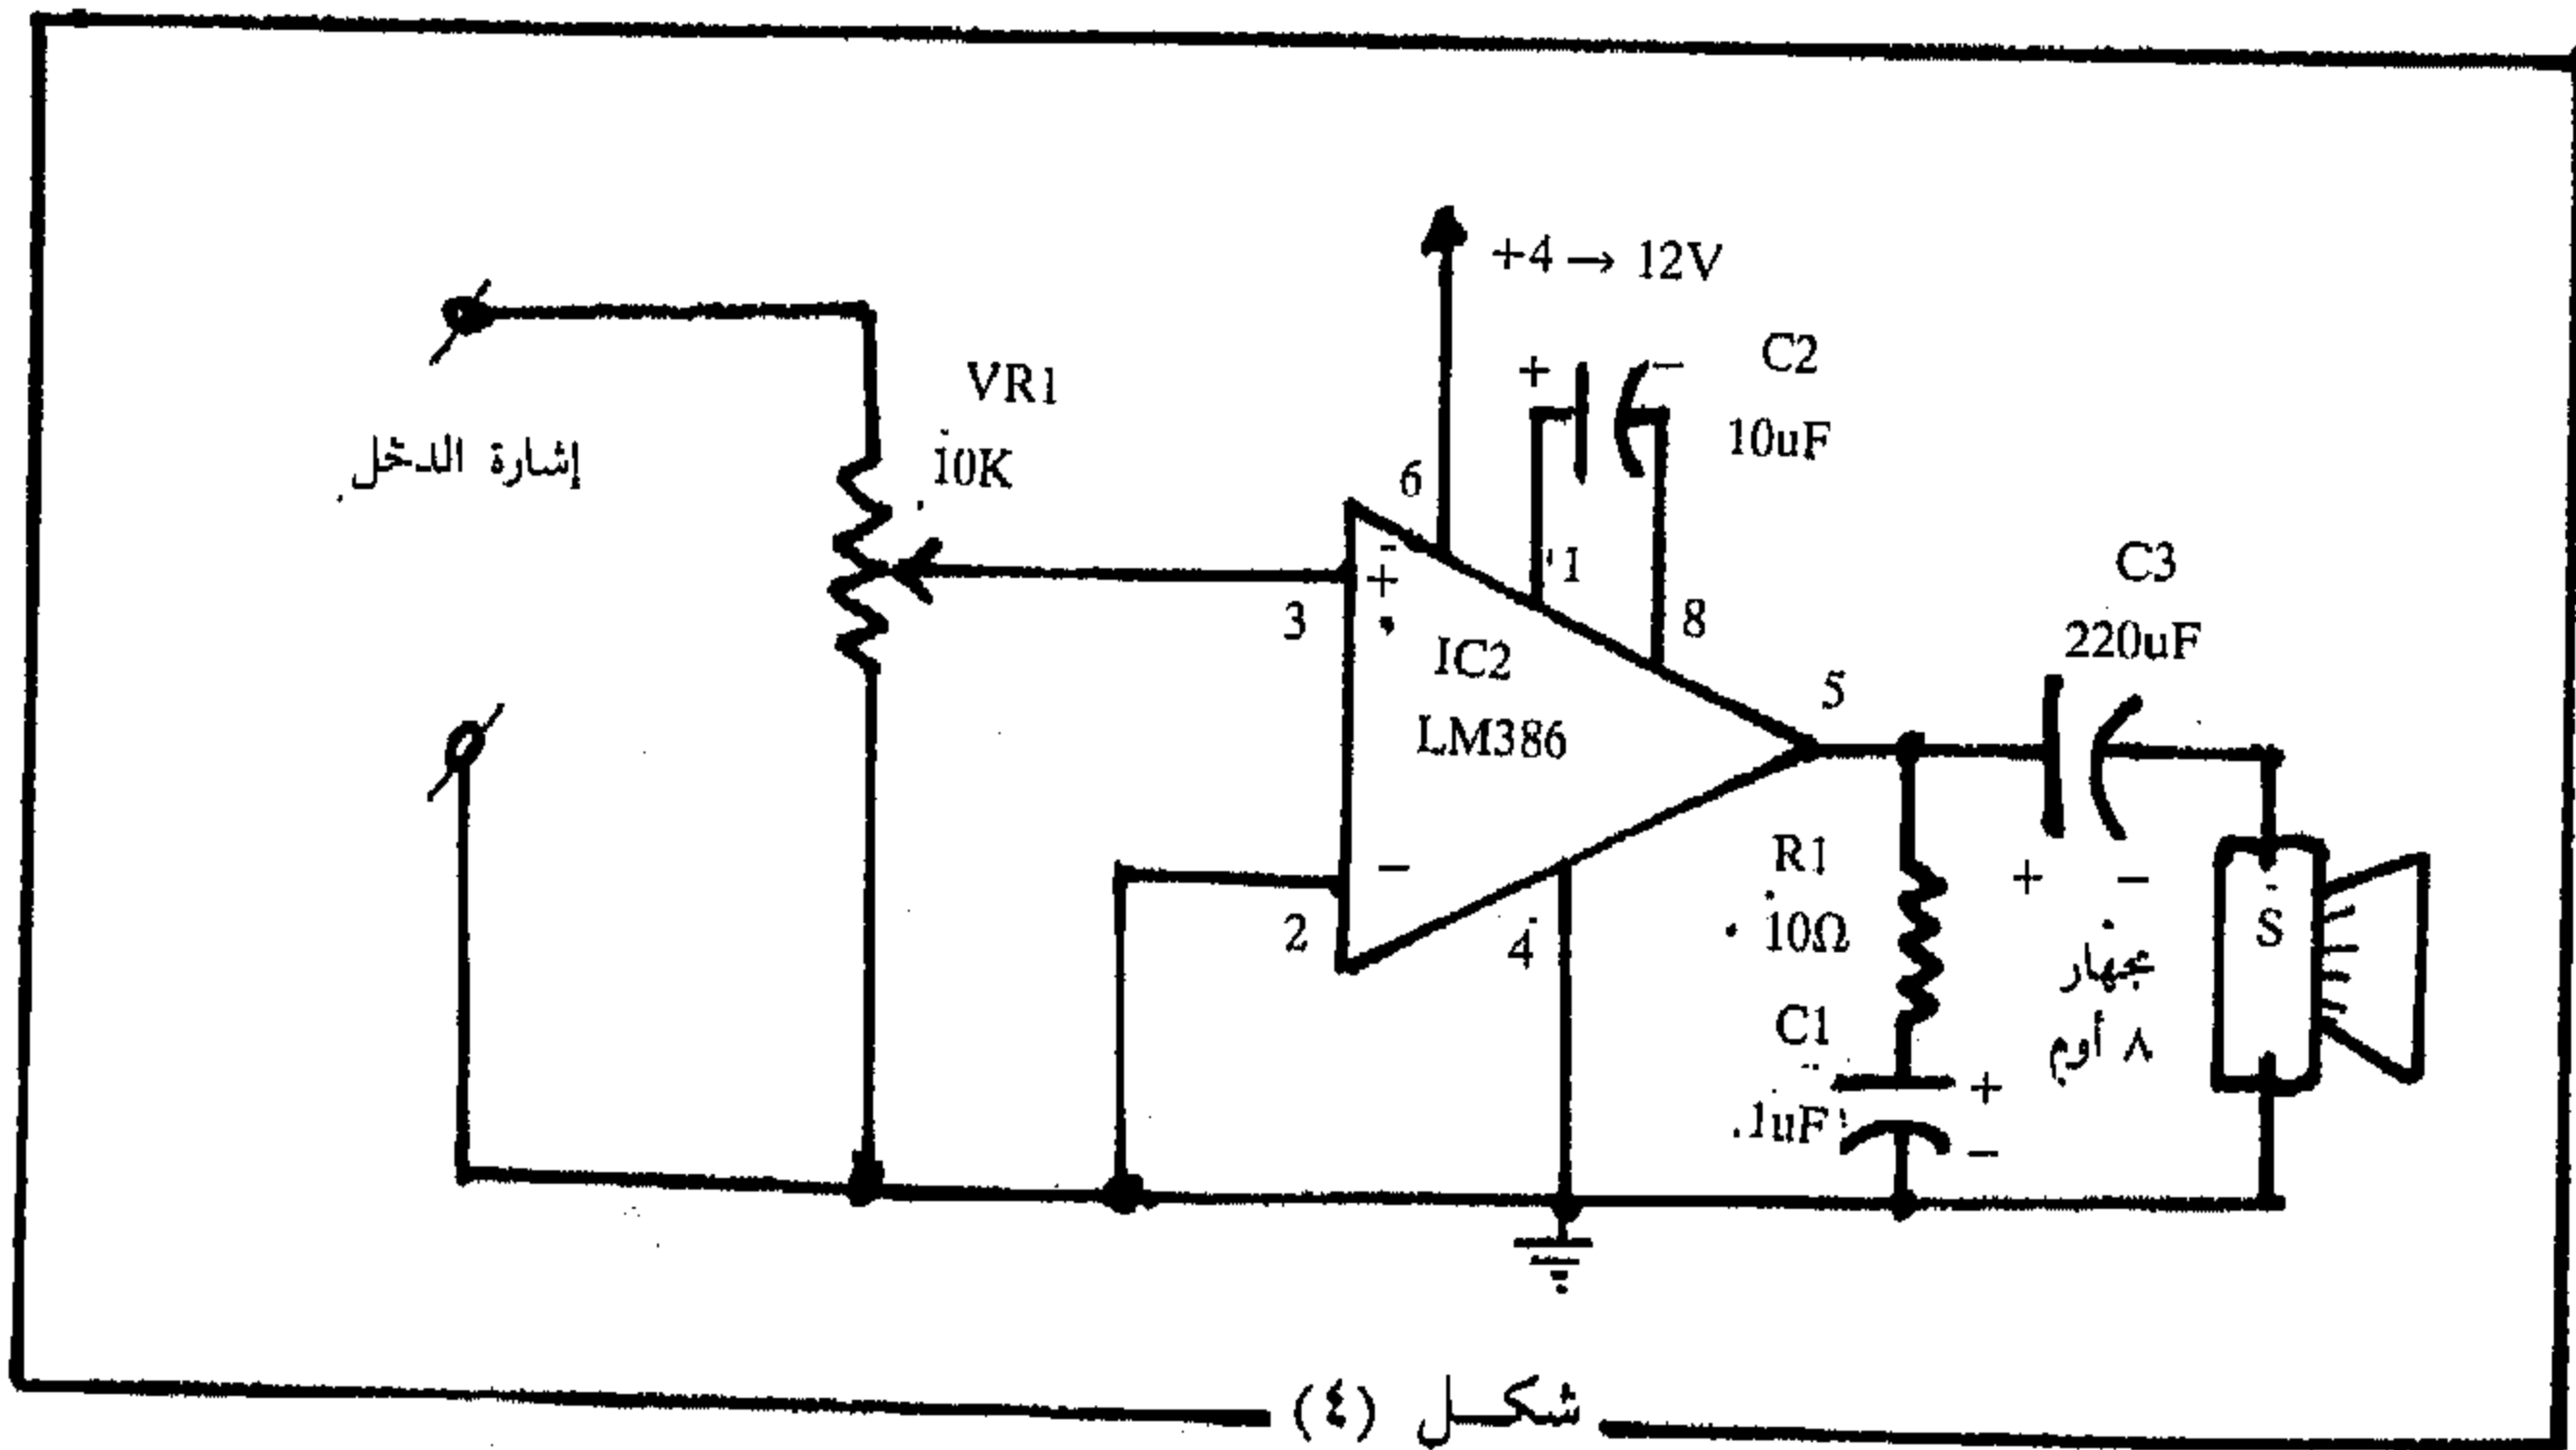 +4 → 12V
+ − C2
10uF
6
1
8
VR1
10K
إشارة الدخل
3
+
IC2
LM386
5
C3
220uF
+ −
2
−
4
R1
10Ω
C1
.1uF
+
−
S
مجهار
٨ أوم
شكل (٤)